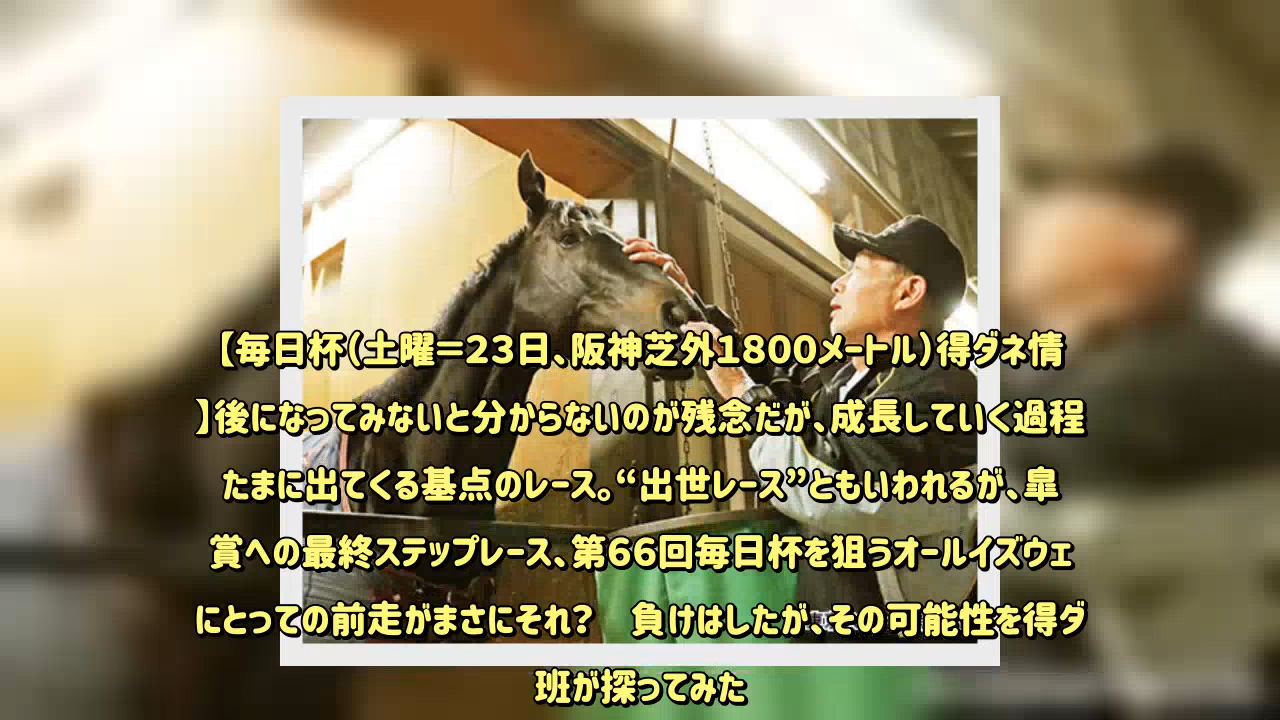 【毎日杯(土曜=23日、阪神芝外1800メートル)得ダネ情
】後になってみないと分からないのが残念だが、成長していく過程
たまに出てくる基点のレース。“出世レース”ともいわれるが、皐
賞への最終ステップレース、第66回毎日杯を狙うオールイズウェ
にとっての前走がまさにそれ?　負けはしたが、その可能性を得ダ
班が探ってみた